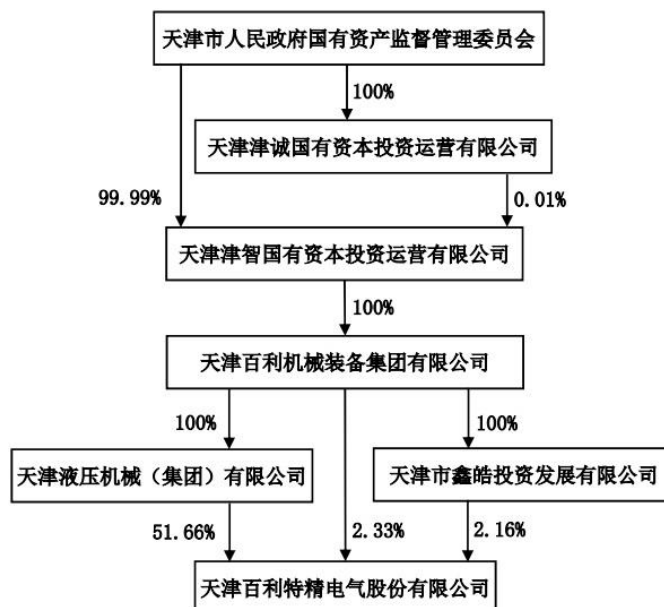 天津市人民政府国有资产监督管理委员会
100%
天津津诚国有资本投资运营有限公司
99.99%
0.01%
天津津智国有资本投资运营有限公司
100%
天津百利机械装备集团有限公司
100%
100%
天津液压机械（集团）有限公司
天津市鑫皓投资发展有限公司
51.66%
2.33%
2.16%
天津百利特精电气股份有限公司